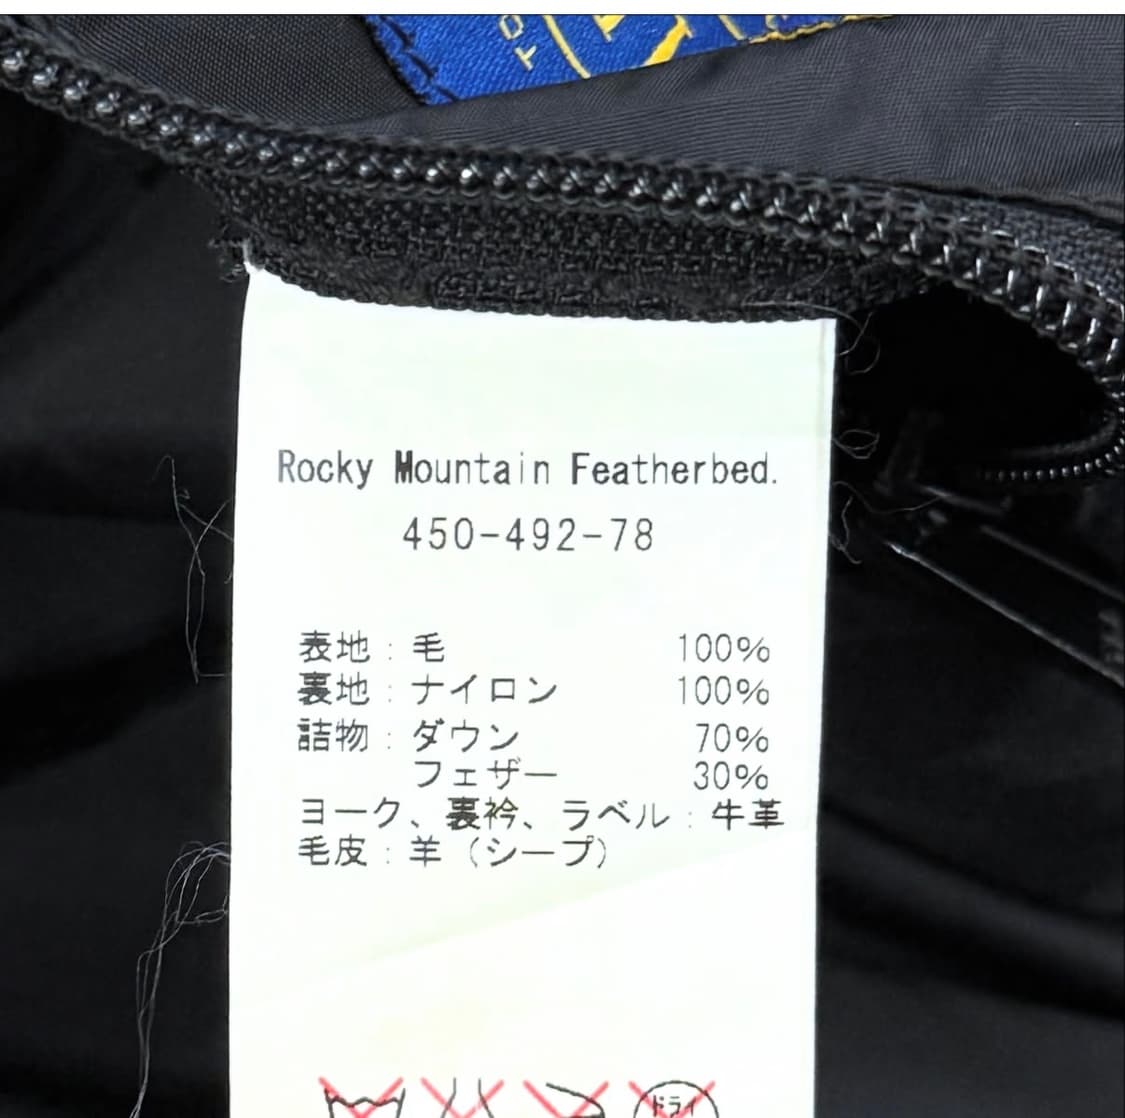 TO
Rocky Mountain Featherbed.
450-492-78
表地：毛 100%
裏地：ナイロン 100%
詰物：ダウン 70%
フェザー 30%
ヨーク、裏衿、ラベル：牛革
毛皮：羊（シープ）
ドライ